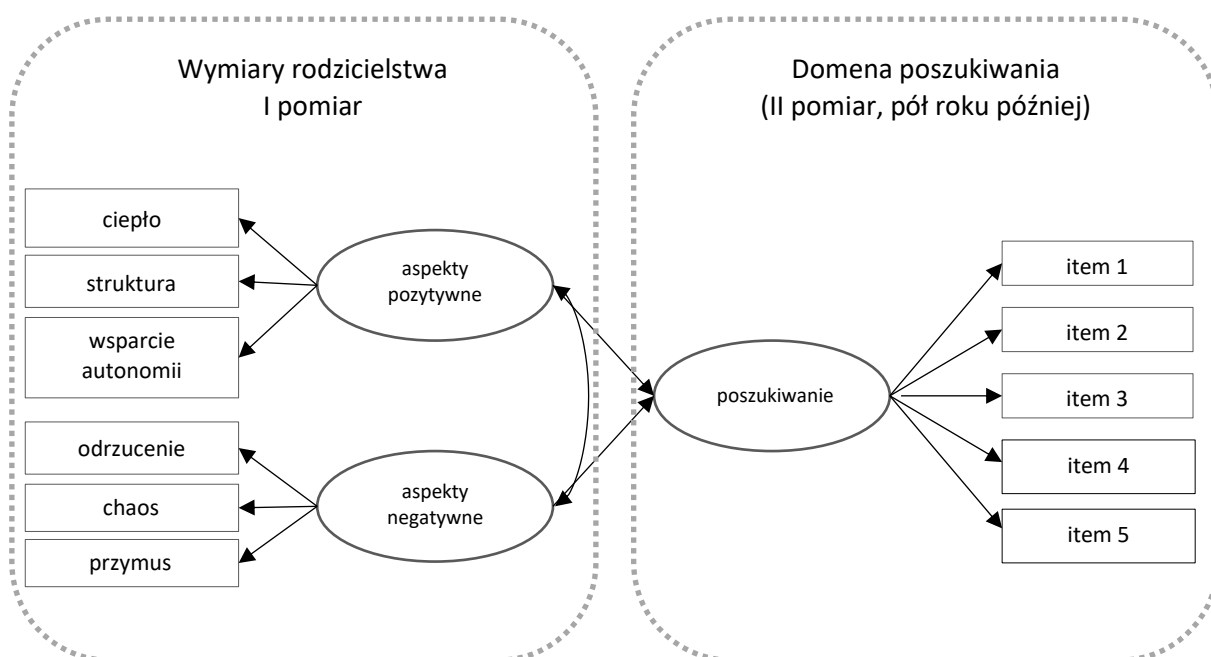 Wymiary rodzicielstwa
I pomiar
ciepło
struktura
wsparcie
autonomii
odrzucenie
chaos
przymus
aspekty
pozytywne
aspekty
negatywne
Domena poszukiwania
(II pomiar, pół roku później)
poszukiwanie
item 1
item 2
item 3
item 4
item 5